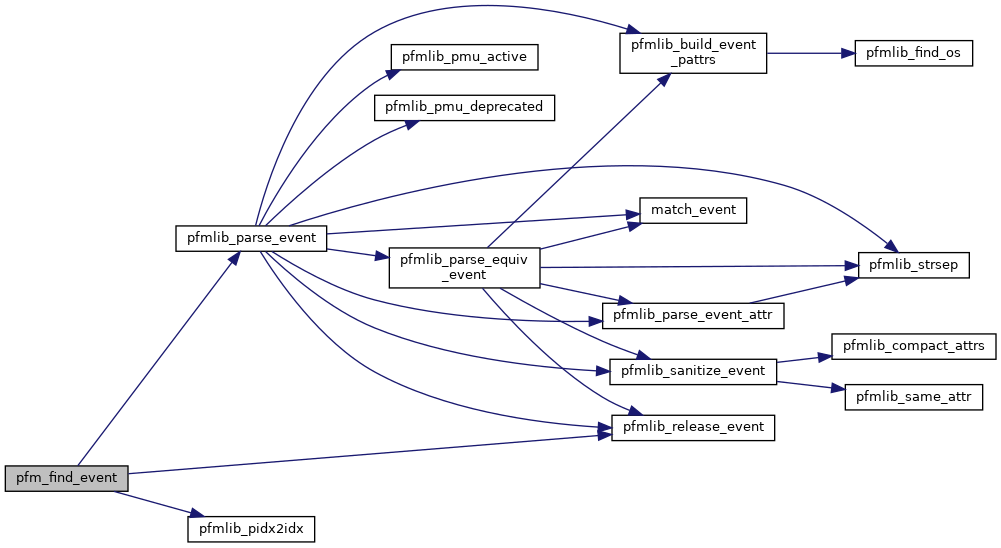 pfmlib_build_event
_pattrs
pfmlib_find_os
pfmlib_pmu_active
pfmlib_pmu_deprecated
match_event
pfmlib_parse_event
pfmlib_parse_equiv
_event
pfmlib_strsep
pfmlib_parse_event_attr
pfmlib_compact_attrs
pfmlib_sanitize_event
pfmlib_same_attr
pfmlib_release_event
pfm_find_event
pfmlib_pidx2idx